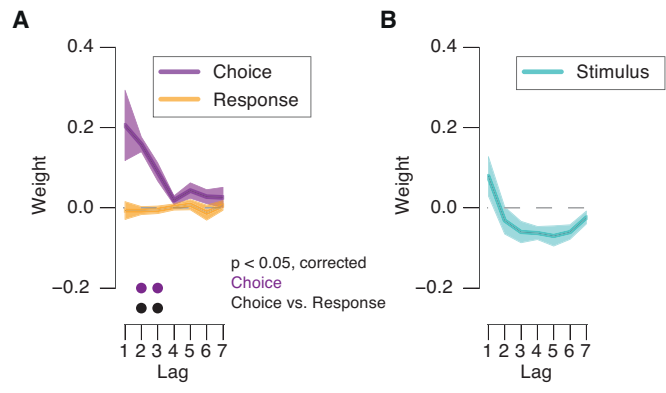 A
0.4
0.2
0.0
−0.2
Weight
Choice
Response
p < 0.05, corrected
Choice
Choice vs. Response
1 2 3 4 5 6 7
Lag
B
0.4
0.2
0.0
−0.2
Weight
Stimulus
1 2 3 4 5 6 7
Lag